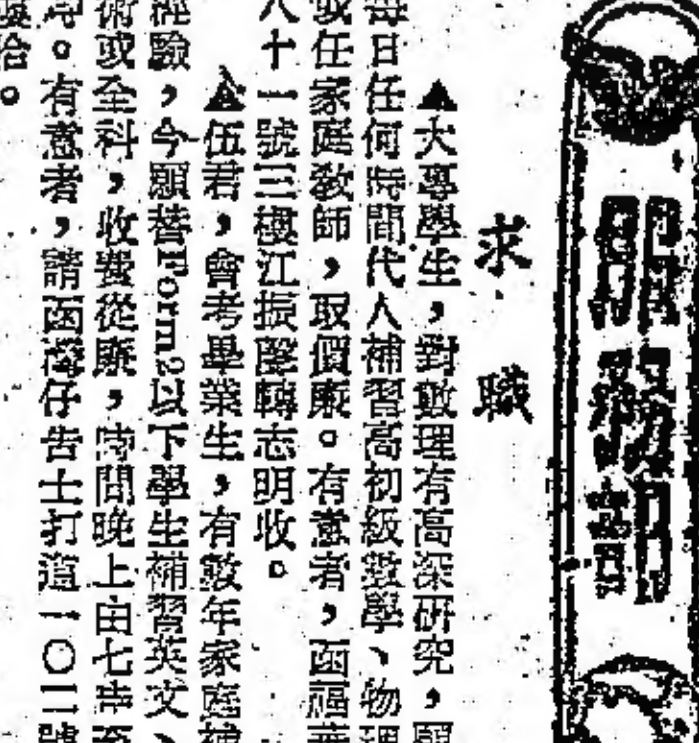 求職
▲大專學生，對數理有高深研究，願
每日任何時間代人補習高初級數學、物理
或任家庭教師，取價廉。有意者，函福華
八十一號三樓江振聲轉志明收。
▲伍君，會考畢業生，有數年家庭補
經驗，今願替Form2以下學生補習英文、
術或全科，收費從廉，時間晚上由七時至
有意者，請函灣仔告士打道一〇二號
洽。